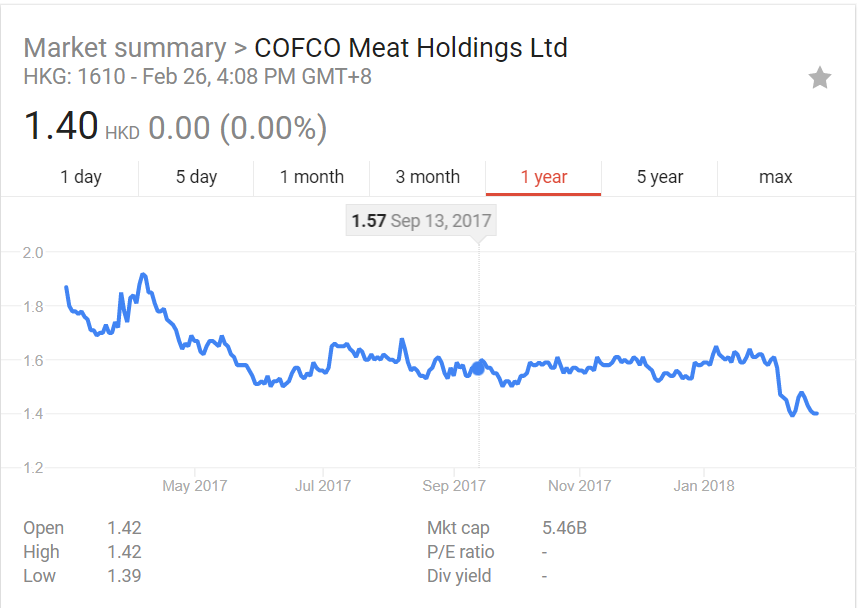 Market summary > COFCO Meat Holdings Ltd
HKG: 1610 - Feb 26, 4:08 PM GMT+8
1.40 HKD 0.00 (0.00%)
1 day 5 day 1 month 3 month 1 year 5 year max
1.57 Sep 13, 2017
2.0
1.8
1.6
1.4
1.2
May 2017 Jul 2017 Sep 2017 Nov 2017 Jan 2018
Open 1.42 Mkt cap 5.46B
High 1.42 P/E ratio -
Low 1.39 Div yield -